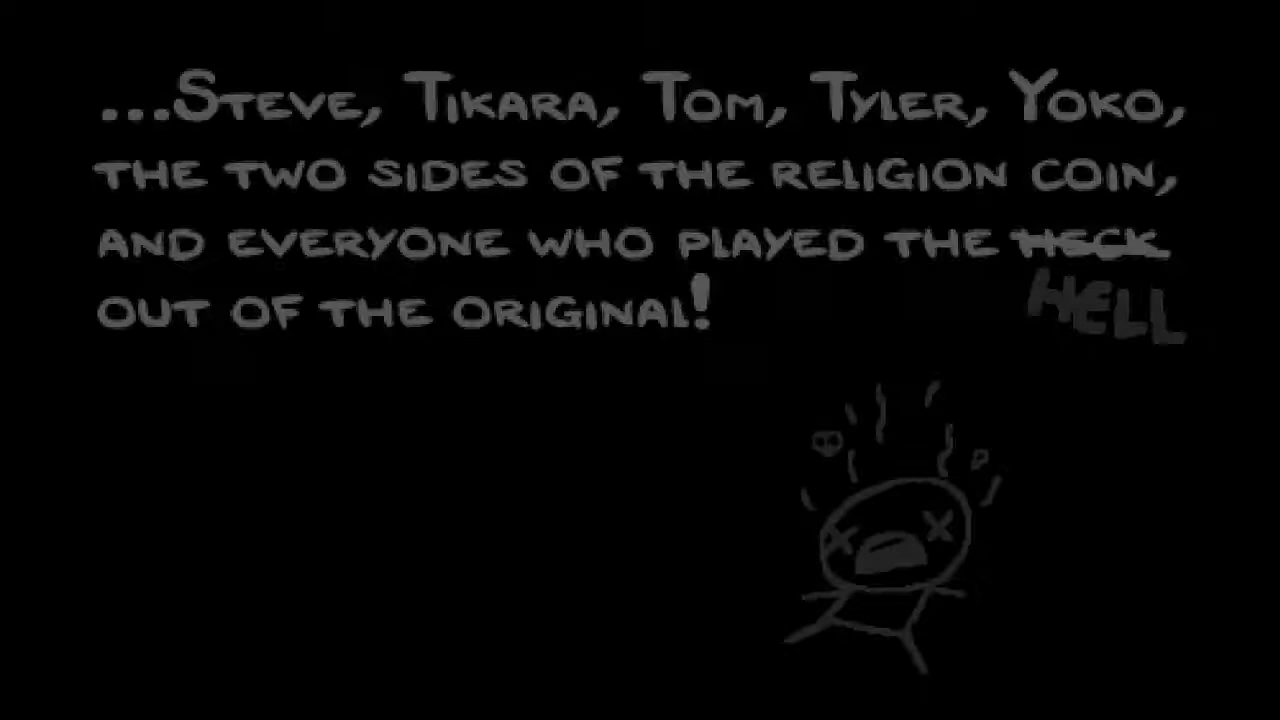 ...Steve, Tikara, Tom, Tyler, Yoko,
the two sides of the religion coin,
and everyone who played the heck
out of the original!
HELL